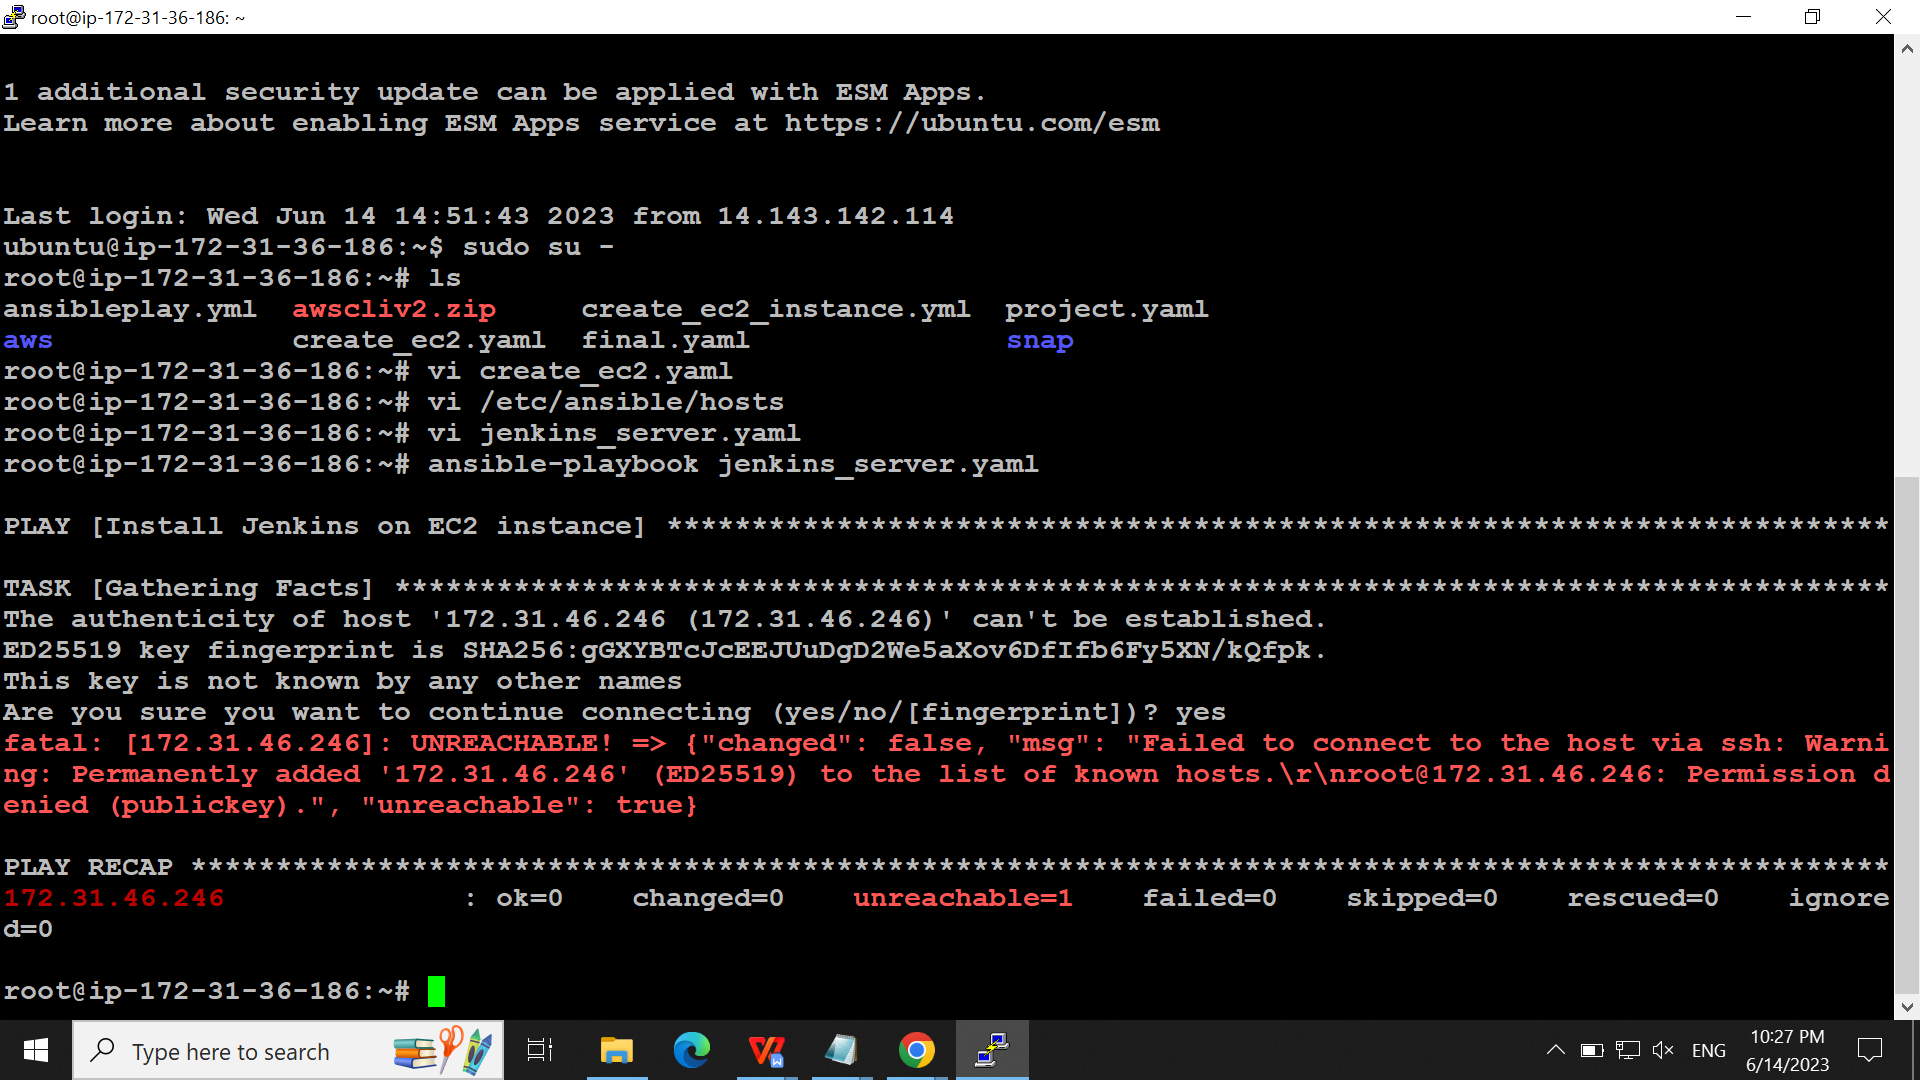 root@ip-172-31-36-186: ~
1 additional security update can be applied with ESM Apps.
Learn more about enabling ESM Apps service at https://ubuntu.com/esm
Last login: Wed Jun 14 14:51:43 2023 from 14.143.142.114
ubuntu@ip-172-31-36-186:~$ sudo su -
root@ip-172-31-36-186:~# ls
ansibleplay.yml  awscliv2.zip     create_ec2_instance.yml  project.yaml
aws              create_ec2.yaml  final.yaml               snap
root@ip-172-31-36-186:~# vi create_ec2.yaml
root@ip-172-31-36-186:~# vi /etc/ansible/hosts
root@ip-172-31-36-186:~# vi jenkins_server.yaml
root@ip-172-31-36-186:~# ansible-playbook jenkins_server.yaml
PLAY [Install Jenkins on EC2 instance] ************************************************************************
TASK [Gathering Facts] ****************************************************************************************
The authenticity of host '172.31.46.246 (172.31.46.246)' can't be established.
ED25519 key fingerprint is SHA256:gGXYBTcJcEEJUuDgD2We5aXov6DfIfb6Fy5XN/kQfpk.
This key is not known by any other names
Are you sure you want to continue connecting (yes/no/[fingerprint])? yes
fatal: [172.31.46.246]: UNREACHABLE! => {"changed": false, "msg": "Failed to connect to the host via ssh: Warni
ng: Permanently added '172.31.46.246' (ED25519) to the list of known hosts.\r\nroot@172.31.46.246: Permission d
enied (publickey).", "unreachable": true}
PLAY RECAP ****************************************************************************************************
172.31.46.246              : ok=0    changed=0    unreachable=1    failed=0    skipped=0    rescued=0    ignore
d=0
root@ip-172-31-36-186:~#
Type here to search
ENG
10:27 PM
6/14/2023